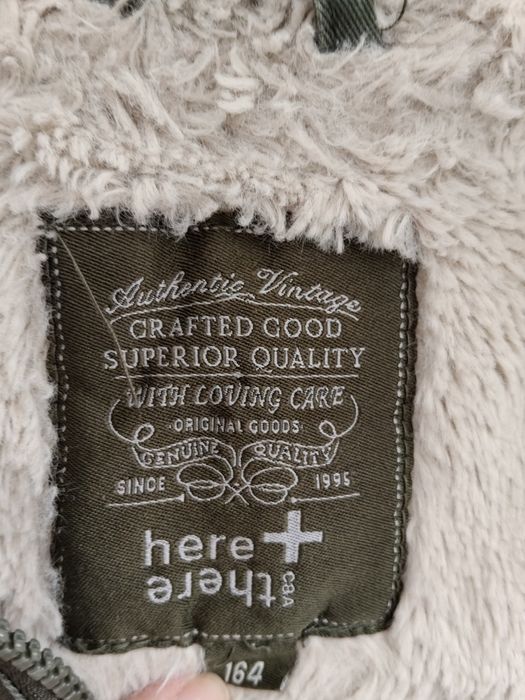 Authentic Vintage
CRAFTED GOOD
SUPERIOR QUALITY
WITH LOVING CARE
·ORIGINAL GOODS·
GENUINE QUALITY
SINCE 1995
here +
there C&A
164